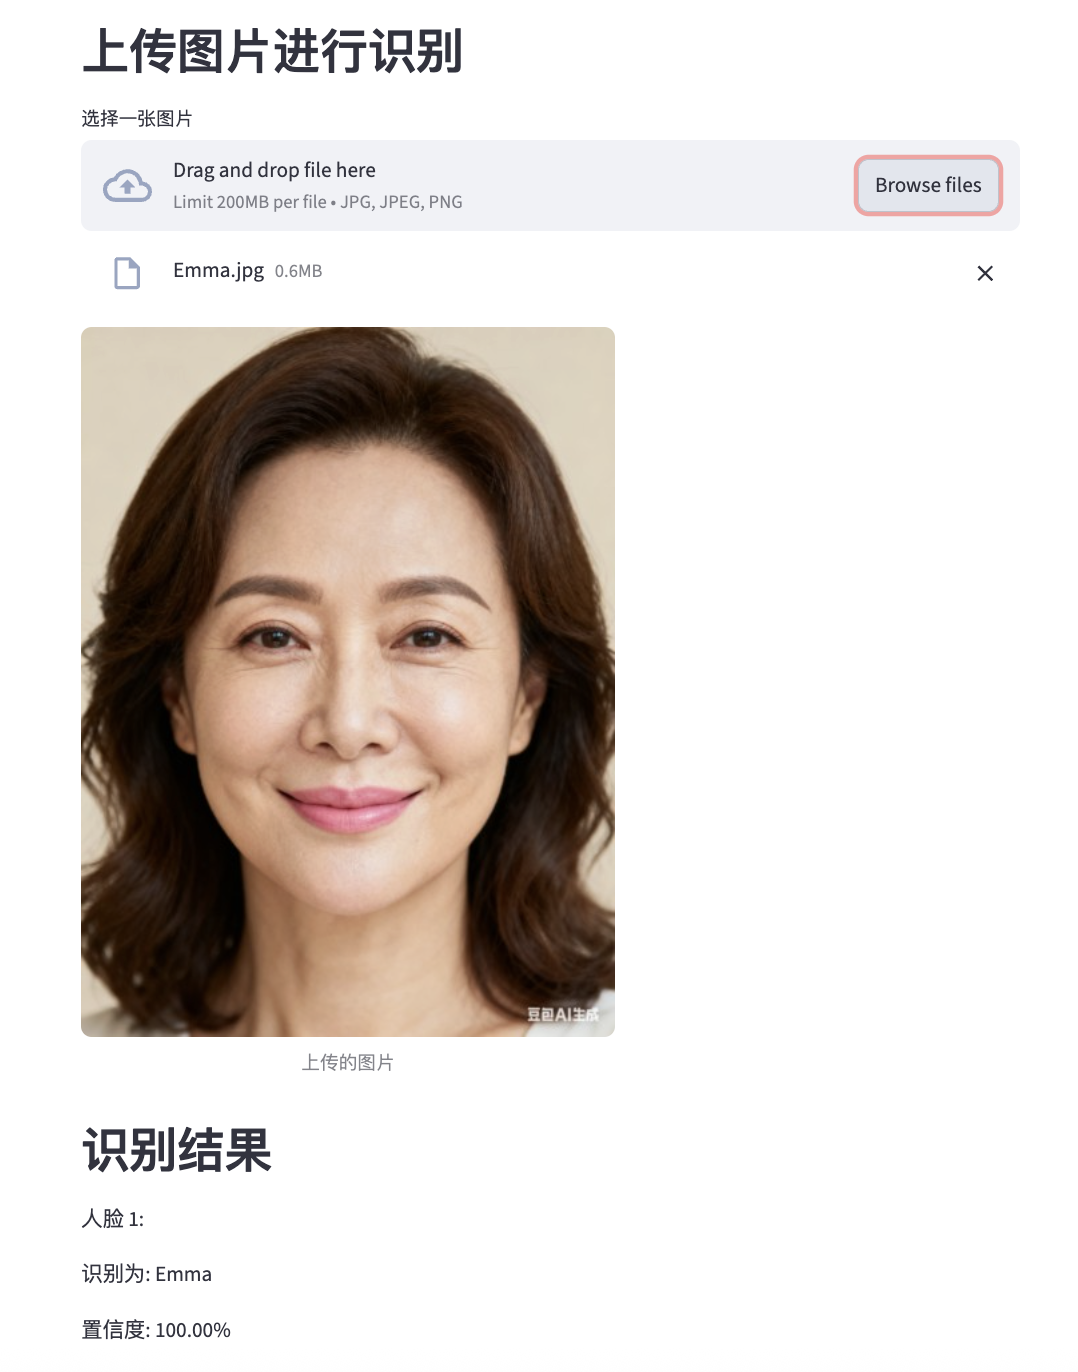 上传图片进行识别
选择一张图片
Drag and drop file here
Limit 200MB per file • JPG, JPEG, PNG
Browse files
Emma.jpg 0.6MB
豆包AI生成
上传的图片
识别结果
人脸 1:
识别为: Emma
置信度: 100.00%